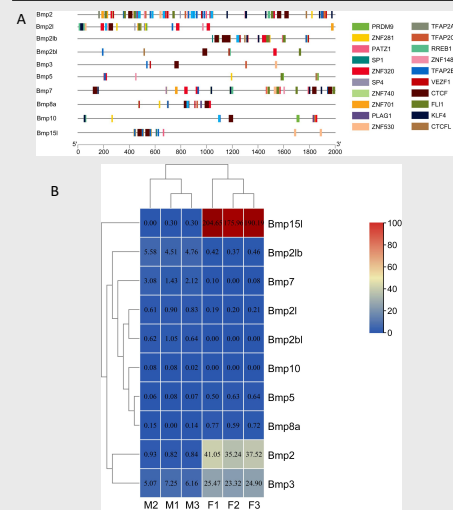 A
Bmp2
Bmp2l
Bmp2lb
Bmp2bl
Bmp3
Bmp5
Bmp7
Bmp8a
Bmp10
Bmp15l
5' 3'
0 200 400 600 800 1000 1200 1400 1600 1800 2000
PRDM9
ZNF281
PATZ1
SP1
ZNF320
SP4
ZNF740
ZNF701
PLAG1
ZNF530
TFAP2A
TFAP2C
RREB1
ZNF148
TFAP2E
VEZF1
CTCF
FLI1
KLF4
CTCFL
B
0.00 0.30 0.30 Bmp15l
5.58 4.51 4.76 0.42 0.37 0.46 Bmp2lb
3.08 1.43 2.12 0.10 0.00 0.08 Bmp7
0.61 0.90 0.83 0.19 0.20 0.21 Bmp2l
0.62 1.05 0.64 0.00 0.00 0.00 Bmp2bl
0.08 0.08 0.02 0.00 0.00 0.00 Bmp10
0.06 0.08 0.07 0.50 0.63 0.64 Bmp5
0.15 0.00 0.14 0.77 0.59 0.72 Bmp8a
0.93 0.82 0.84 41.05 35.24 37.52 Bmp2
5.07 7.25 6.16 25.47 23.32 24.90 Bmp3
M2 M1 M3 F1 F2 F3
100
80
60
40
20
0